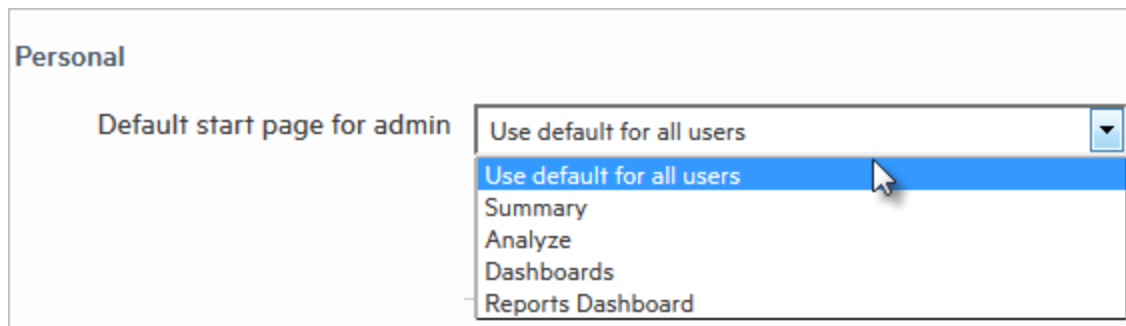 Personal
Default start page for admin
Use default for all users
Use default for all users
Summary
Analyze
Dashboards
Reports Dashboard